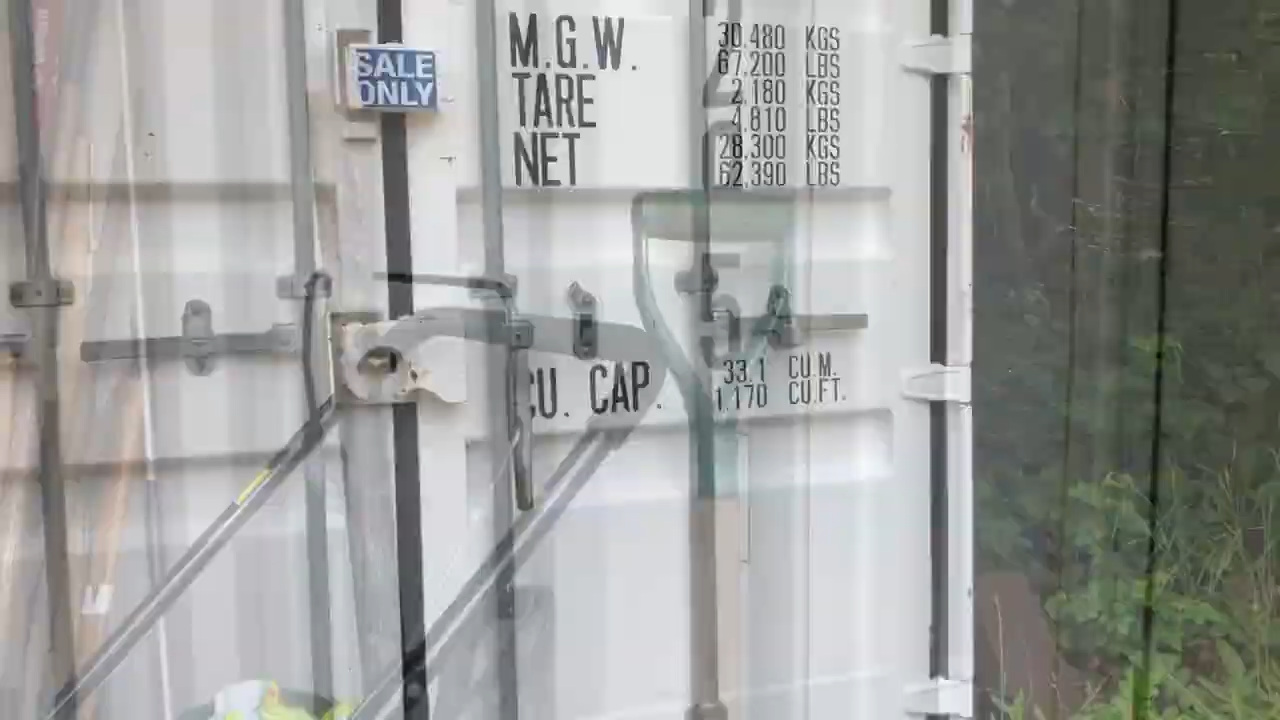 SALE
ONLY
M.G.W. 30,480 KGS
67,200 LBS
TARE 2,180 KGS
4,810 LBS
NET 28,300 KGS
62,390 LBS
CU. CAP. 33.1 CU.M.
1,170 CU.FT.